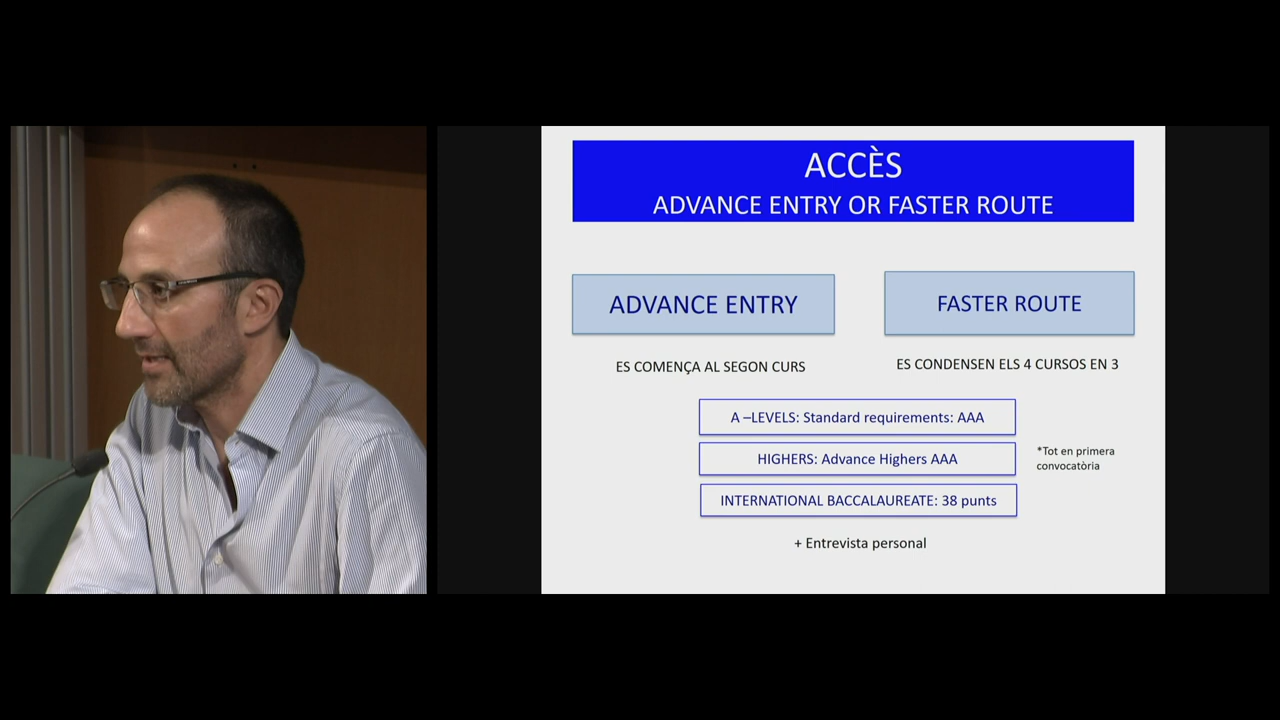 ACCÈS
ADVANCE ENTRY OR FASTER ROUTE
ADVANCE ENTRY
FASTER ROUTE
ES COMENÇA AL SEGON CURS
ES CONDENSEN ELS 4 CURSOS EN 3
A –LEVELS: Standard requirements: AAA
HIGHERS: Advance Highers AAA
*Tot en primera
convocatòria
INTERNATIONAL BACCALAUREATE: 38 punts
+ Entrevista personal